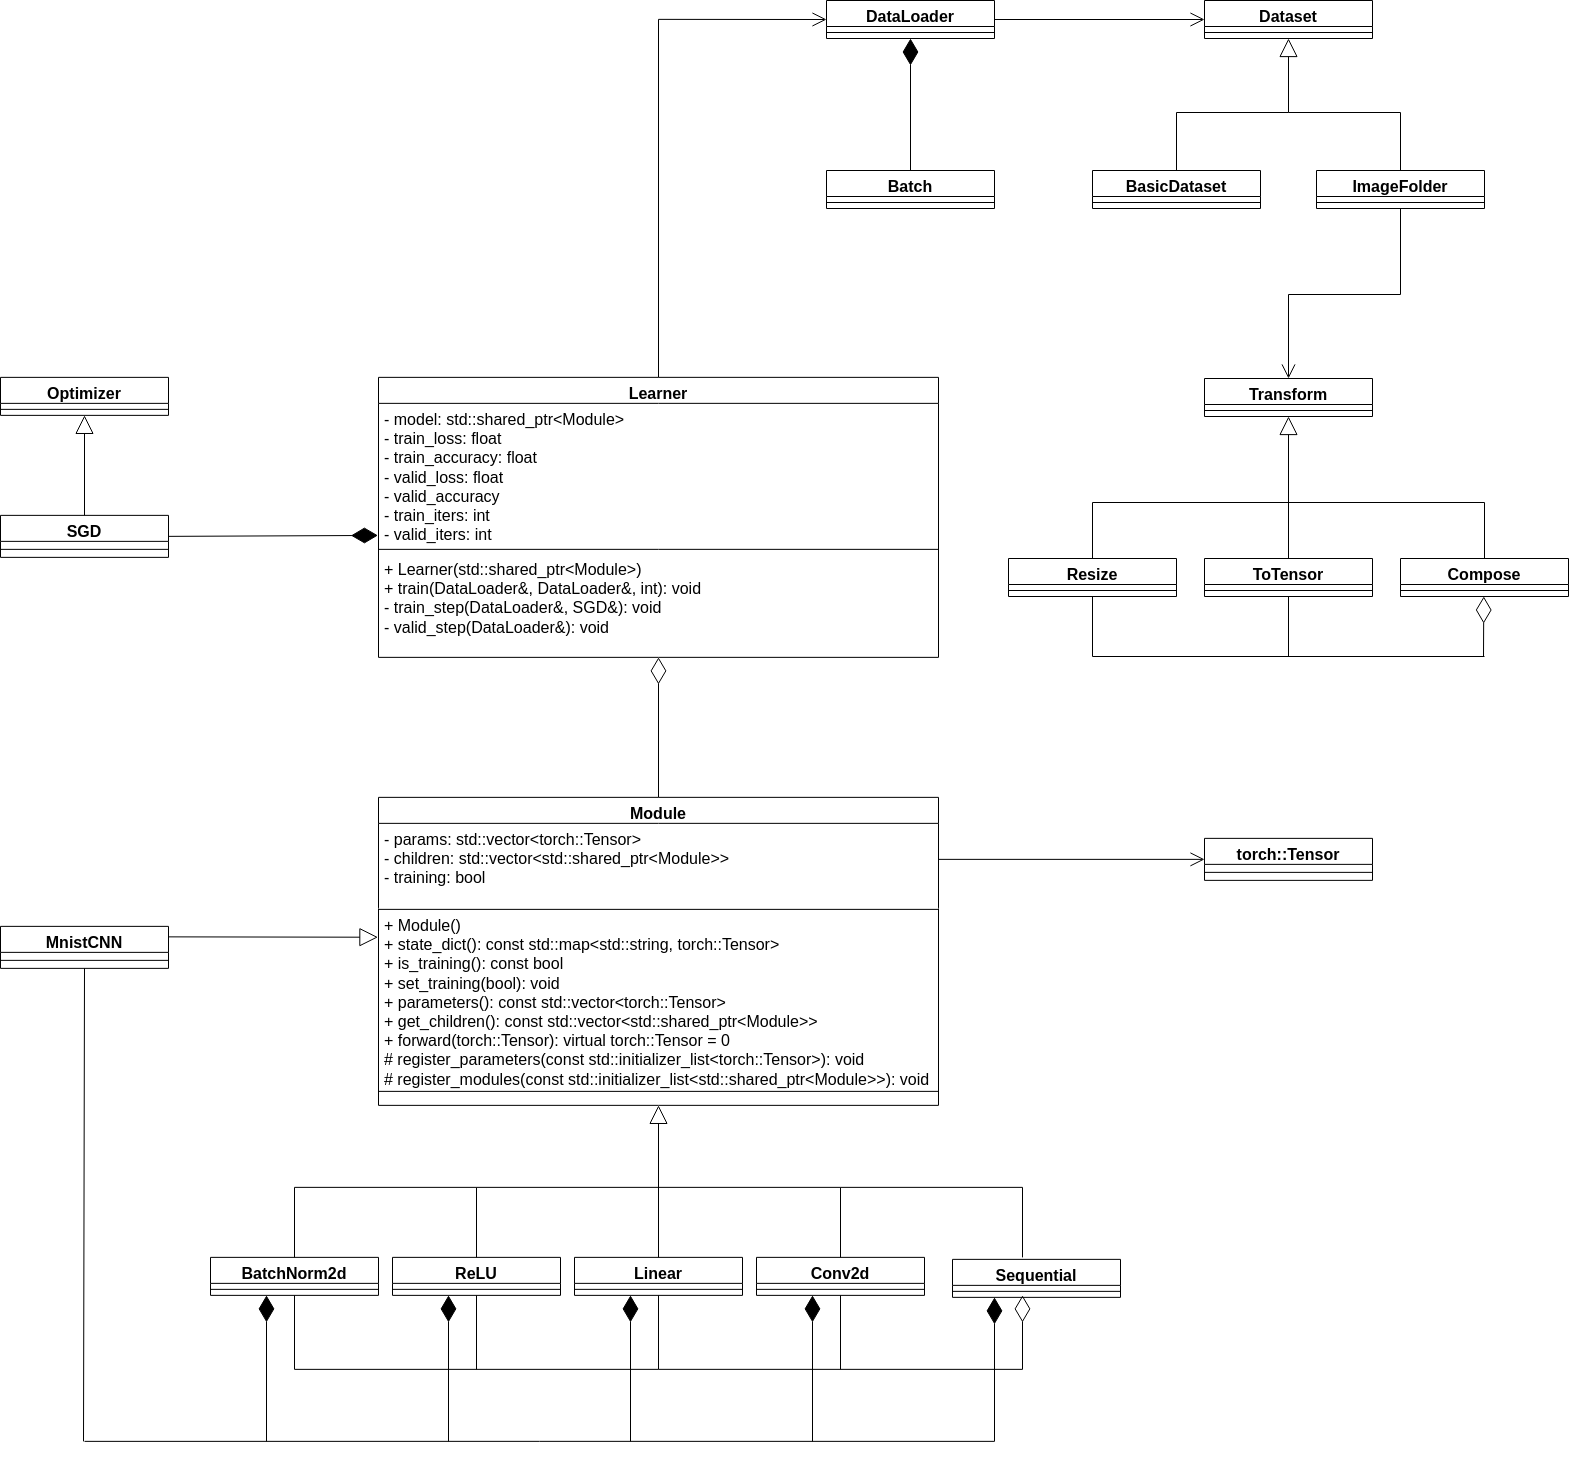 DataLoader
Dataset
Batch
BasicDataset
ImageFolder
Optimizer
SGD
Learner
- model: std::shared_ptr<Module>
- train_loss: float
- train_accuracy: float
- valid_loss: float
- valid_accuracy
- train_iters: int
- valid_iters: int
+ Learner(std::shared_ptr<Module>)
+ train(DataLoader&, DataLoader&, int): void
- train_step(DataLoader&, SGD&): void
- valid_step(DataLoader&): void
Transform
Resize
ToTensor
Compose
Module
- params: std::vector<torch::Tensor>
- children: std::vector<std::shared_ptr<Module>>
- training: bool
+ Module()
+ state_dict(): const std::map<std::string, torch::Tensor>
+ is_training(): const bool
+ set_training(bool): void
+ parameters(): const std::vector<torch::Tensor>
+ get_children(): const std::vector<std::shared_ptr<Module>>
+ forward(torch::Tensor): virtual torch::Tensor = 0
# register_parameters(const std::initializer_list<torch::Tensor>): void
# register_modules(const std::initializer_list<std::shared_ptr<Module>>): void
torch::Tensor
MnistCNN
BatchNorm2d
ReLU
Linear
Conv2d
Sequential